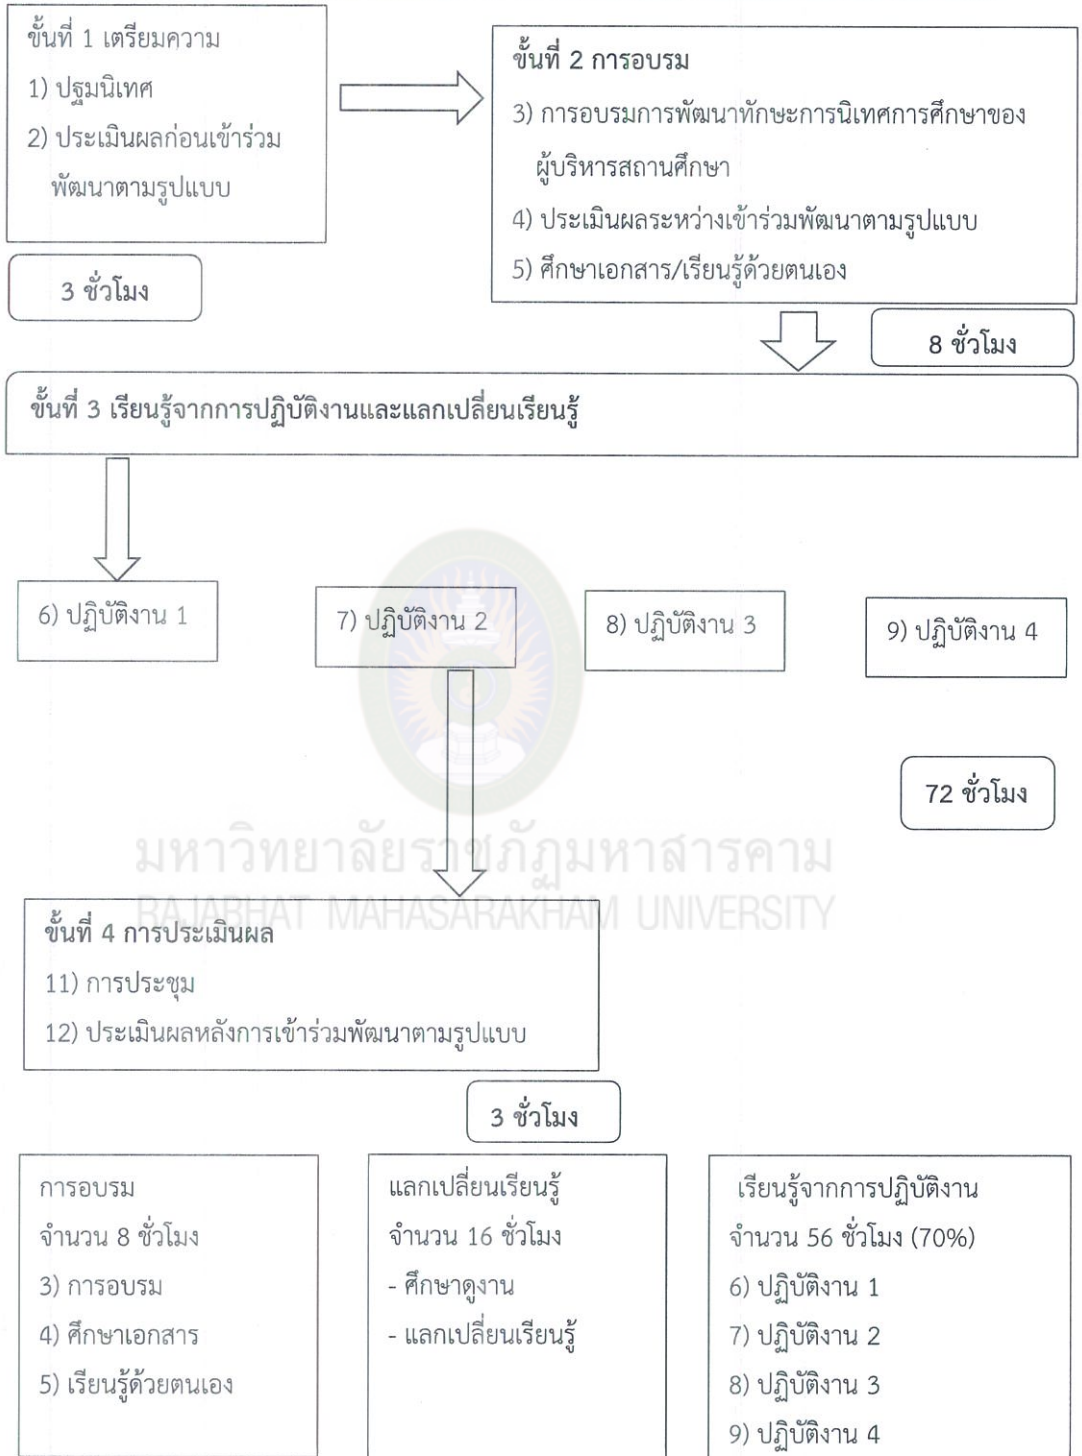 ขั้นที่ 1 เตรียมความ
1) ปฐมนิเทศ
2) ประเมินผลก่อนเข้าร่วม
พัฒนาตามรูปแบบ
3 ชั่วโมง
ขั้นที่ 2 การอบรม
3) การอบรมการพัฒนาทักษะการนิเทศการศึกษาของ
ผู้บริหารสถานศึกษา
4) ประเมินผลระหว่างเข้าร่วมพัฒนาตามรูปแบบ
5) ศึกษาเอกสาร/เรียนรู้ด้วยตนเอง
8 ชั่วโมง
ขั้นที่ 3 เรียนรู้จากการปฏิบัติงานและแลกเปลี่ยนเรียนรู้
6) ปฏิบัติงาน 1
7) ปฏิบัติงาน 2
8) ปฏิบัติงาน 3
9) ปฏิบัติงาน 4
72 ชั่วโมง
มหาวิทยาลัยราชภัฏมหาสารคาม
RAJABHAT MAHASARAKHAM UNIVERSITY
ขั้นที่ 4 การประเมินผล
11) การประชุม
12) ประเมินผลหลังการเข้าร่วมพัฒนาตามรูปแบบ
3 ชั่วโมง
การอบรม
จำนวน 8 ชั่วโมง
3) การอบรม
4) ศึกษาเอกสาร
5) เรียนรู้ด้วยตนเอง
แลกเปลี่ยนเรียนรู้
จำนวน 16 ชั่วโมง
- ศึกษาดูงาน
- แลกเปลี่ยนเรียนรู้
เรียนรู้จากการปฏิบัติงาน
จำนวน 56 ชั่วโมง (70%)
6) ปฏิบัติงาน 1
7) ปฏิบัติงาน 2
8) ปฏิบัติงาน 3
9) ปฏิบัติงาน 4